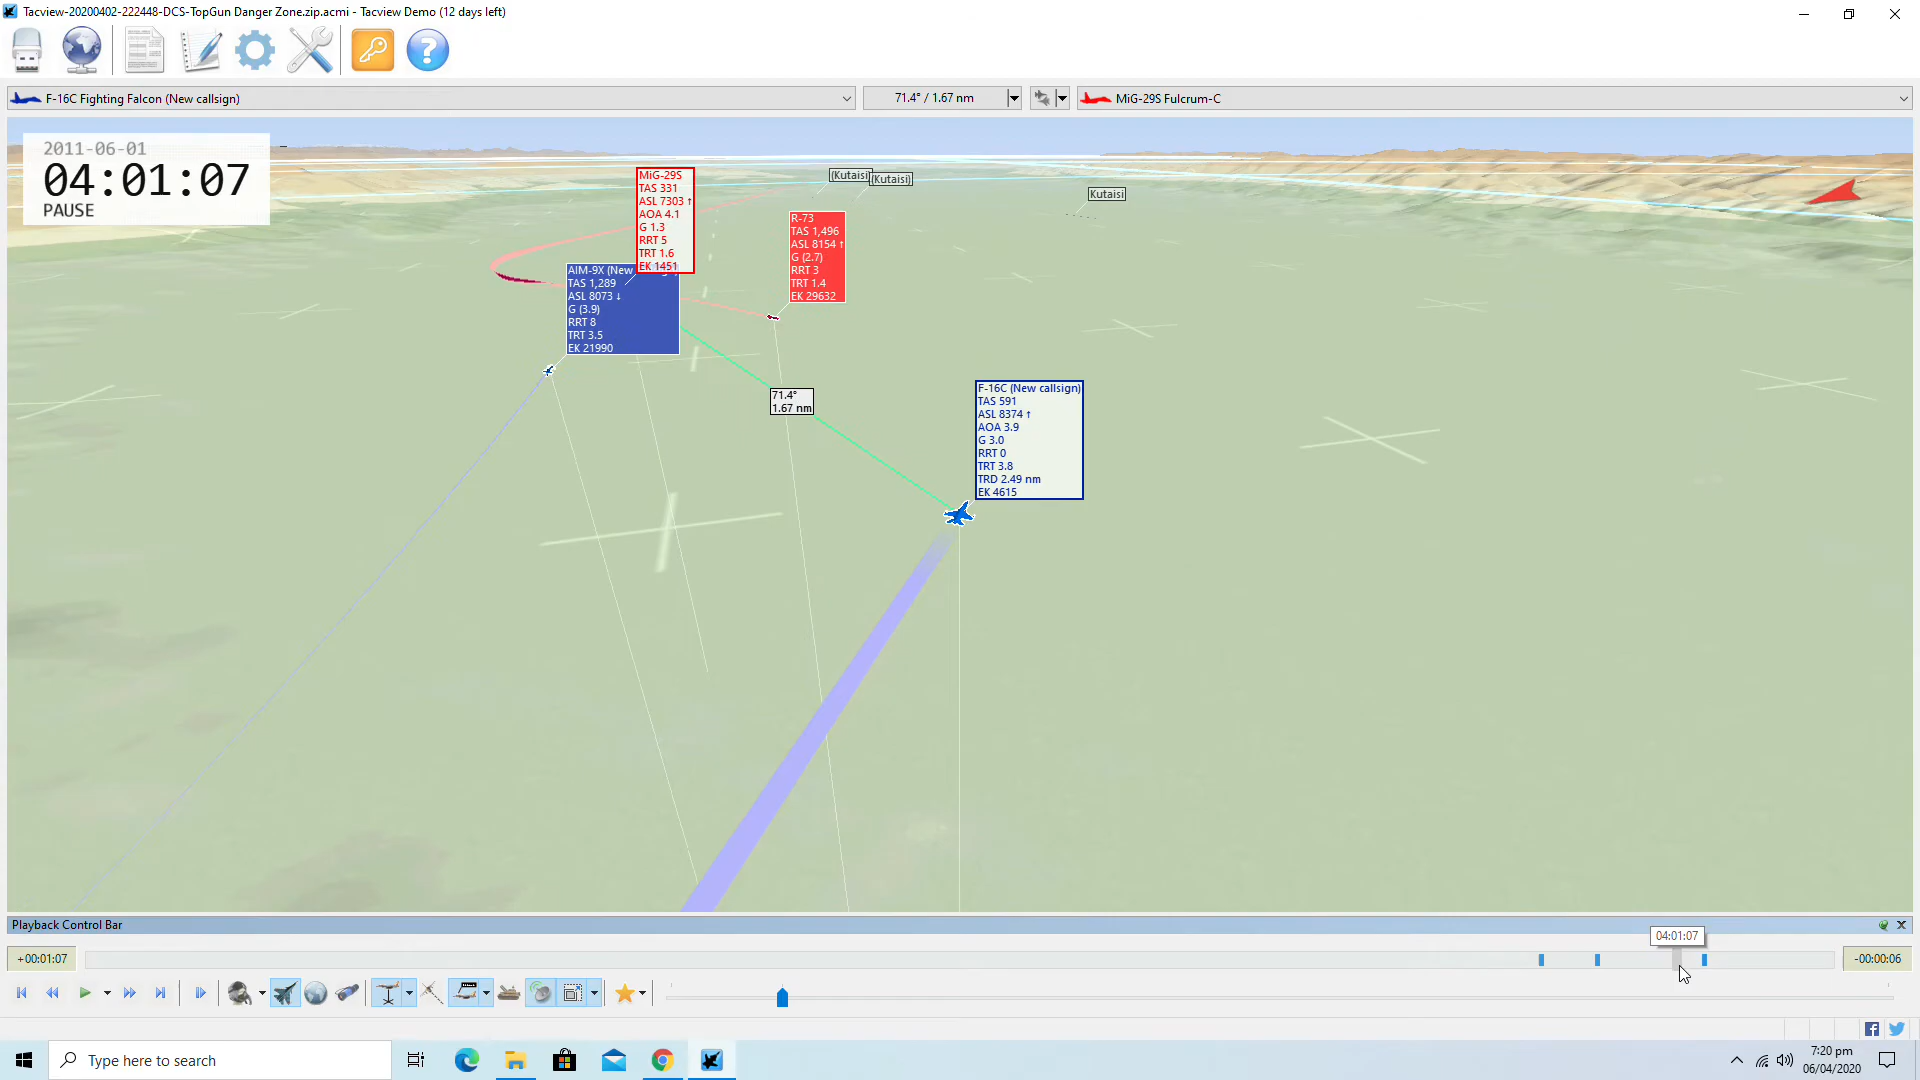 Tacview-20200402-222448-DCS-TopGun Danger Zone.zip.acmi - Tacview Demo (12 days left)
F-16C Fighting Falcon (New callsign)
71.4° / 1.67 nm
MiG-29S Fulcrum-C
2011-06-01
04:01:07
PAUSE
MiG-29S
TAS 331
ASL 7303 ↑
AOA 4.1
G 1.3
RRT 5
TRT 1.6
EK 1451
(Kutaisi)
(Kutaisi)
Kutaisi
R-73
TAS 1,496
ASL 8154 ↑
G (2.7)
RRT 3
TRT 1.4
EK 29632
AIM-9X (New
TAS 1,289
ASL 8073 ↓
G (3.9)
RRT 8
TRT 3.5
EK 21990
71.4°
1.67 nm
F-16C (New callsign)
TAS 591
ASL 8374 ↑
AOA 3.9
G 3.0
RRT 0
TRT 3.8
TRD 2.49 nm
EK 4615
Playback Control Bar
04:01:07
+00:01:07
-00:00:06
Type here to search
7:20 pm
06/04/2020